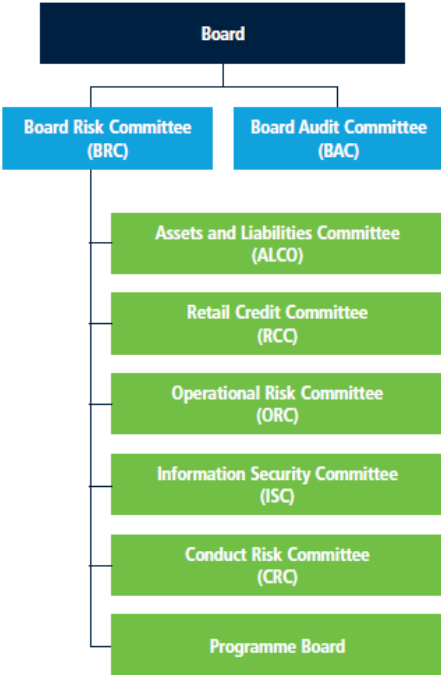 Board
Board Risk Committee
(BRC)
Board Audit Committee
(BAC)
Assets and Liabilities Committee
(ALCO)
Retail Credit Committee
(RCC)
Operational Risk Committee
(ORC)
Information Security Committee
(ISC)
Conduct Risk Committee
(CRC)
Programme Board